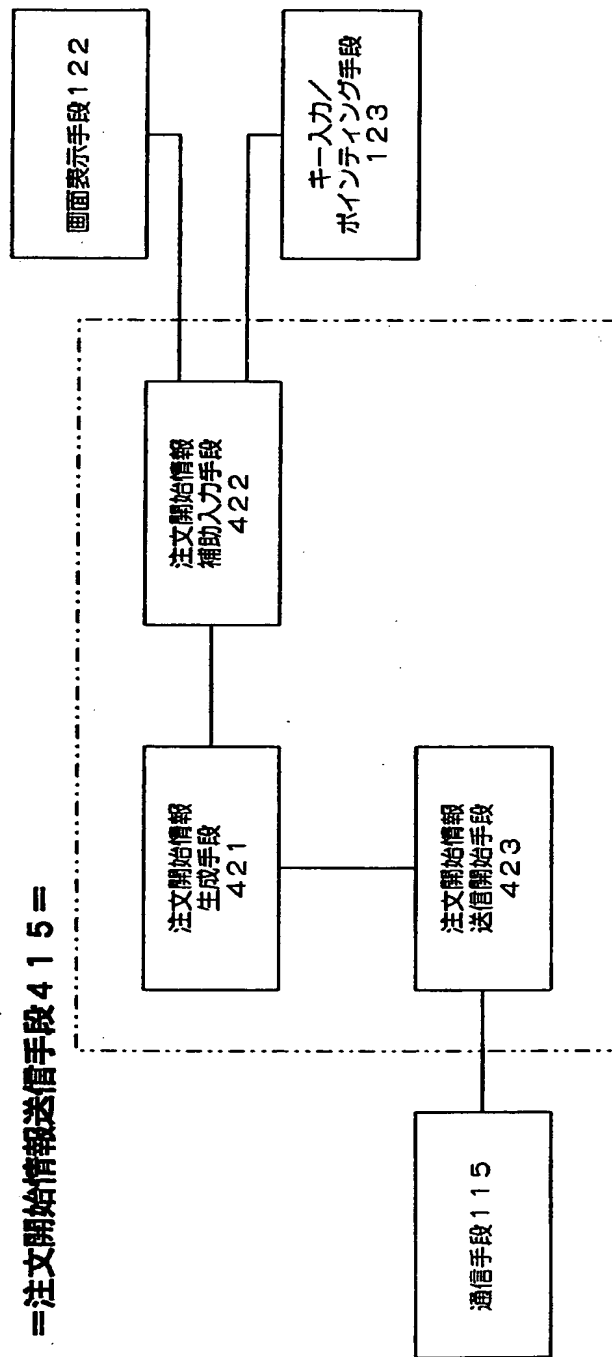 =注文開始情報送信手段415=
画面表示手段122
キー入力/
ポインティング手段
123
注文開始情報
補助入力手段
422
注文開始情報
生成手段
421
注文開始情報
送信開始手段
423
通信手段115